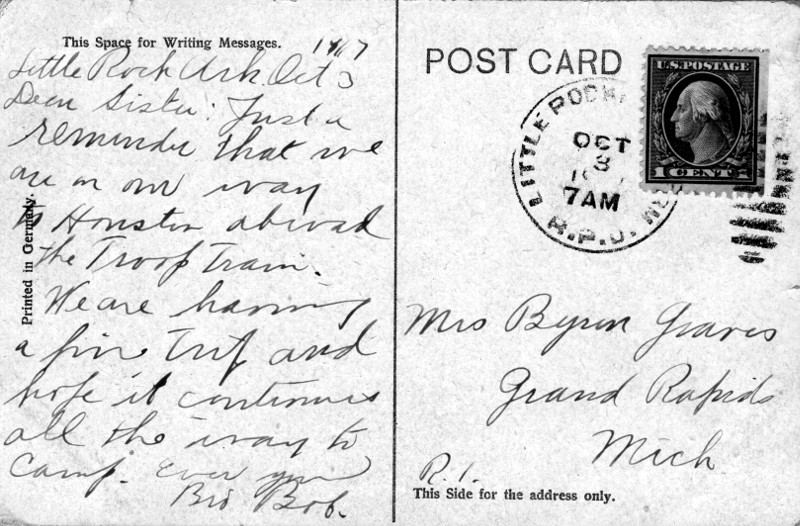 This Space for Writing Messages.
1917
Little Rock Ark. Oct 3
Dear Sister: Just a
reminder that we
are on our way
to Houston aboard
the Troop Train.
We are having
a fine Trip and
hope it continues
all the way to
Camp. Ever your
Bro Bob.
Printed in Germany.
POST CARD
U.S. POSTAGE
1 CENT 1
LITTLE ROCK
OCT
3
7AM
R.P.O.
Mrs Byron Graves
Grand Rapids
Mich
R. 1.
This Side for the address only.